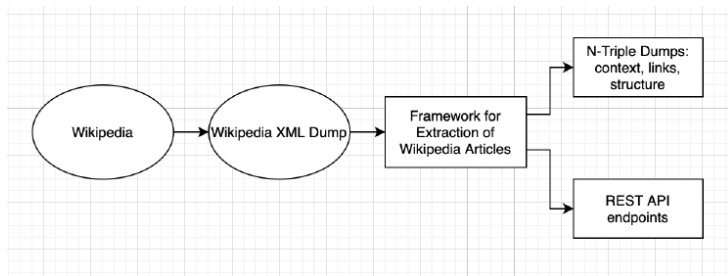 Wikipedia
Wikipedia XML Dump
Framework for
Extraction of
Wikipedia Articles
N-Triple Dumps:
context, links,
structure
REST API
endpoints